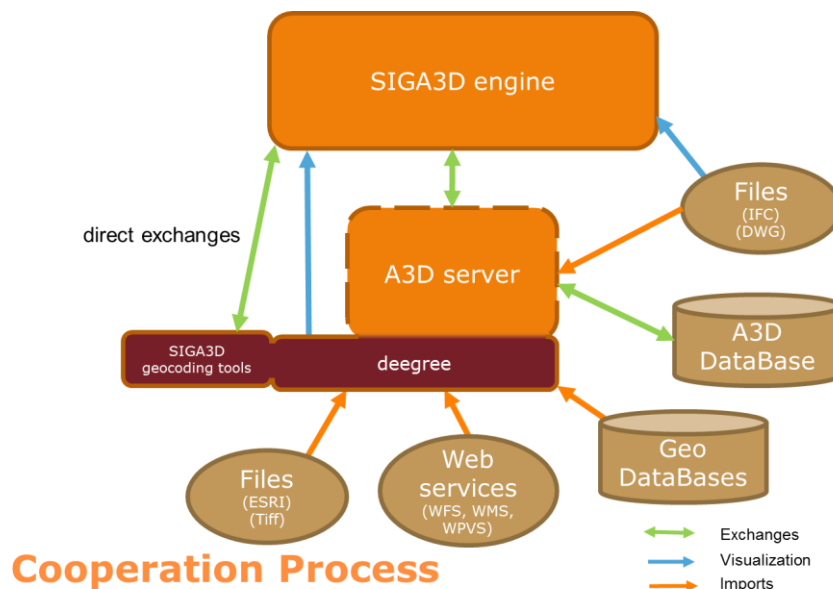 SIGA3D engine
Files
(IFC)
(DWG)
direct exchanges
A3D server
A3D
DataBase
SIGA3D
geocoding tools
deegree
Geo
DataBases
Files
(ESRI)
(Tiff)
Web
services
(WFS, WMS,
WPVS)
Exchanges
Visualization
Imports
Cooperation Process